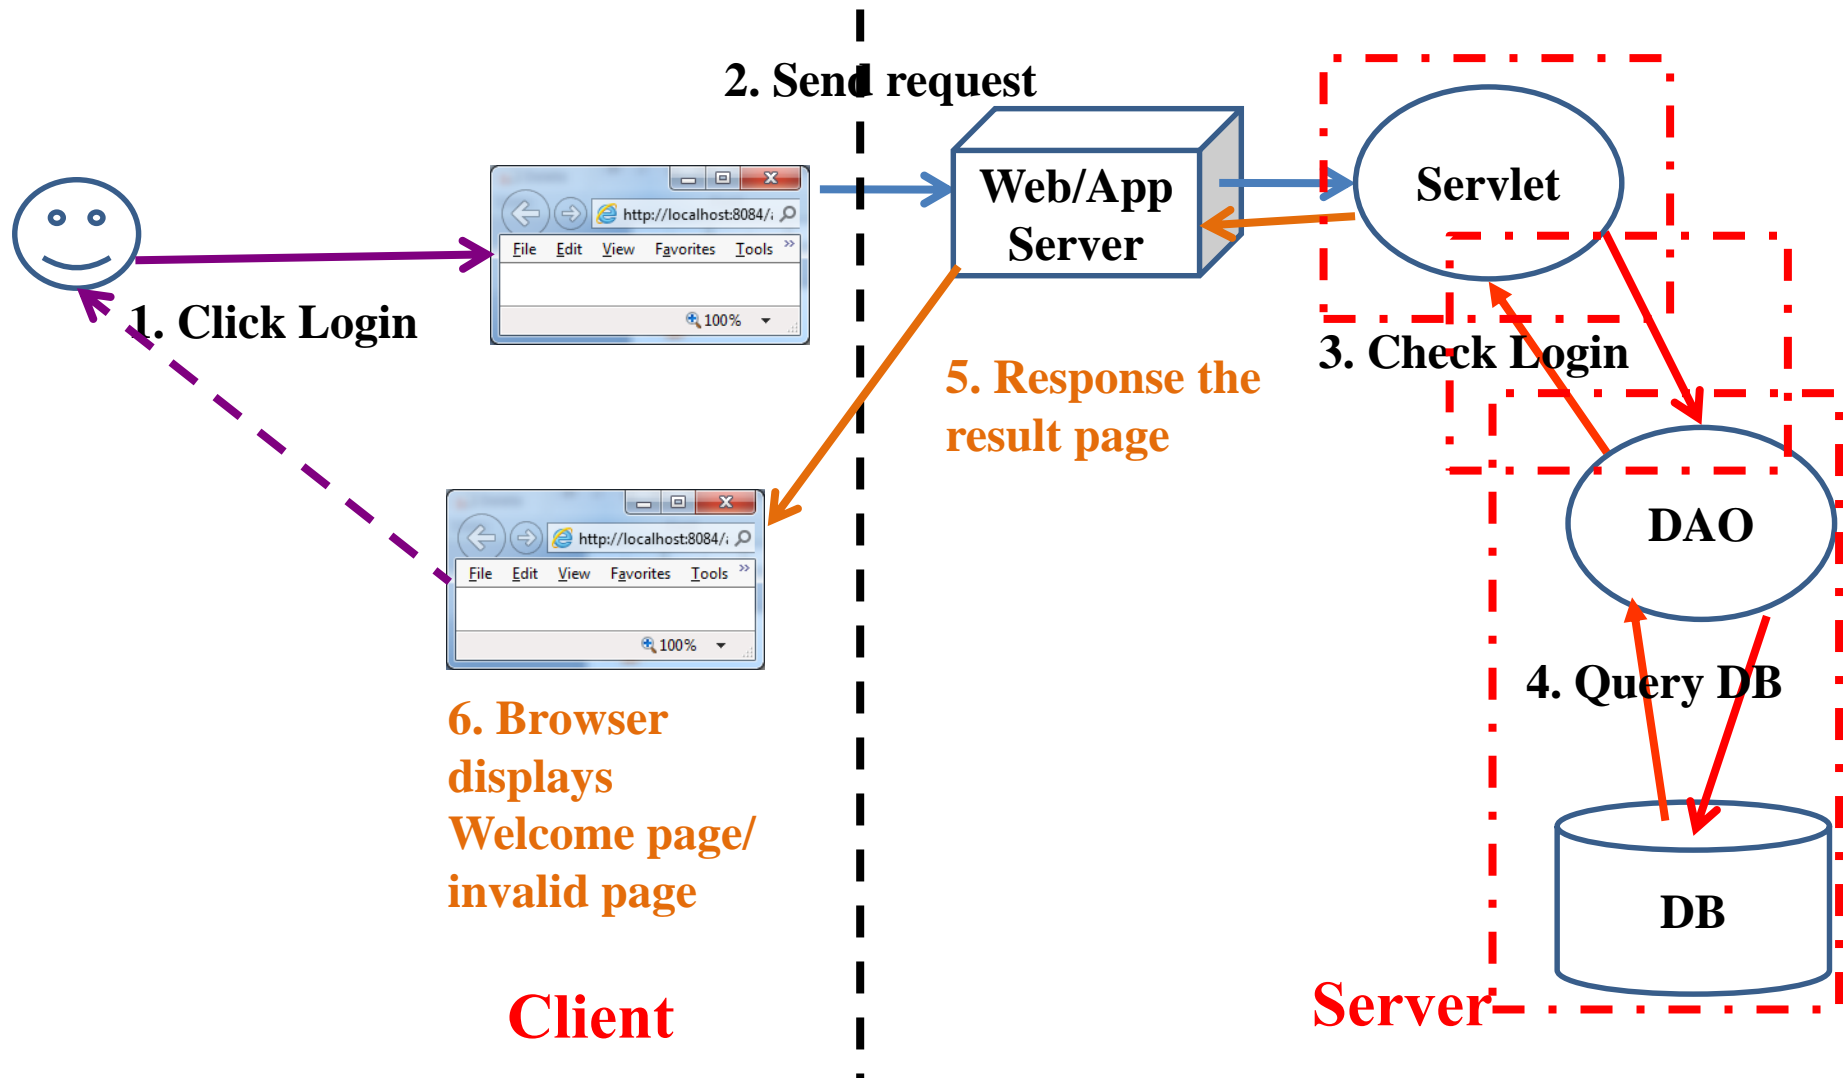 2. Send request
http://localhost:8084/
File Edit View Favorites Tools »
100%
1. Click Login
Web/App
Server
Servlet
3. Check Login
5. Response the
result page
DAO
http://localhost:8084/
File Edit View Favorites Tools »
100%
4. Query DB
6. Browser
displays
Welcome page/
invalid page
DB
Client
Server